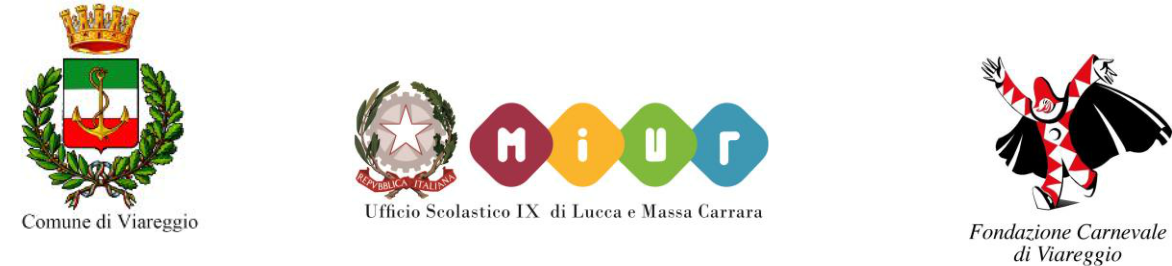 Comune di Viareggio
MIUr
REPVBBLICA ITALIANA
Ufficio Scolastico IX di Lucca e Massa Carrara
Fondazione Carnevale
di Viareggio